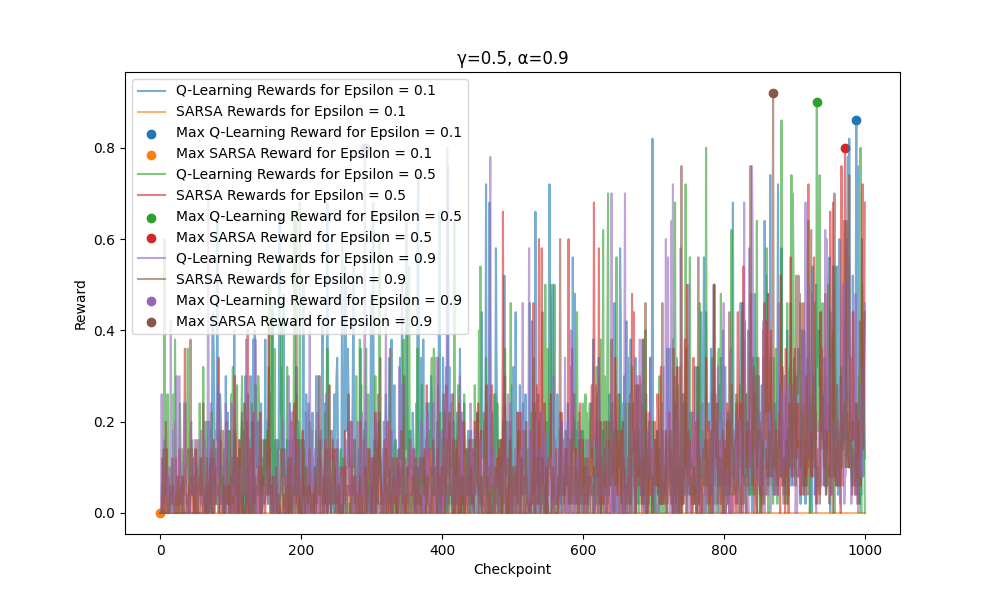 γ=0.5, α=0.9
Q-Learning Rewards for Epsilon = 0.1
SARSA Rewards for Epsilon = 0.1
Max Q-Learning Reward for Epsilon = 0.1
Max SARSA Reward for Epsilon = 0.1
Q-Learning Rewards for Epsilon = 0.5
SARSA Rewards for Epsilon = 0.5
Max Q-Learning Reward for Epsilon = 0.5
Max SARSA Reward for Epsilon = 0.5
Q-Learning Rewards for Epsilon = 0.9
SARSA Rewards for Epsilon = 0.9
Max Q-Learning Reward for Epsilon = 0.9
Max SARSA Reward for Epsilon = 0.9
Reward
0.8
0.6
0.4
0.2
0.0
0 200 400 600 800 1000
Checkpoint